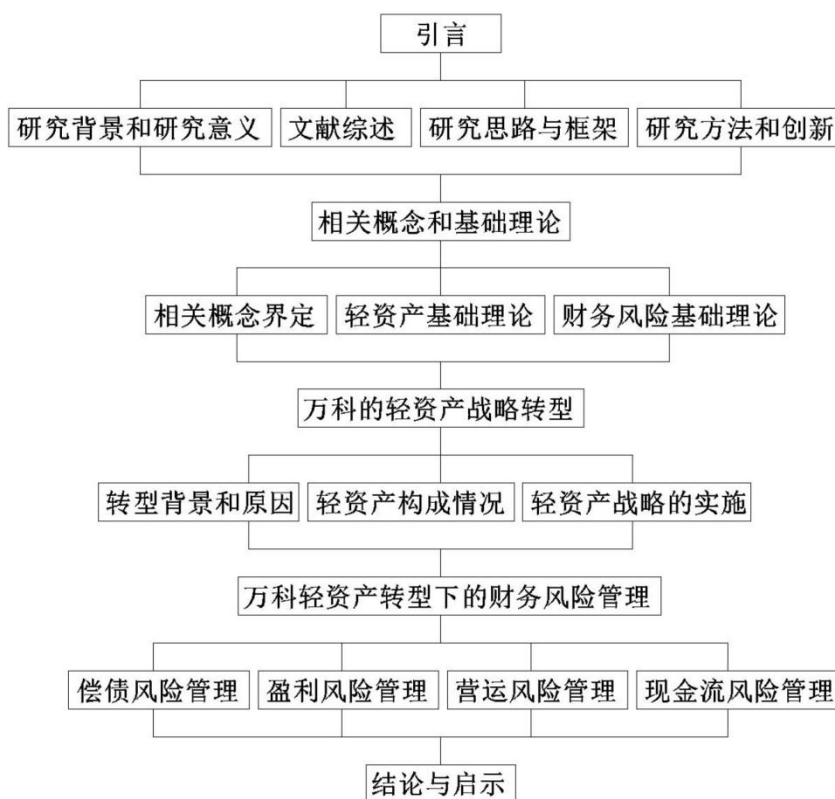 引言
研究背景和研究意义 文献综述 研究思路与框架 研究方法和创新
相关概念和基础理论
相关概念界定 轻资产基础理论 财务风险基础理论
万科的轻资产战略转型
转型背景和原因 轻资产构成情况 轻资产战略的实施
万科轻资产转型下的财务风险管理
偿债风险管理 盈利风险管理 营运风险管理 现金流风险管理
结论与启示